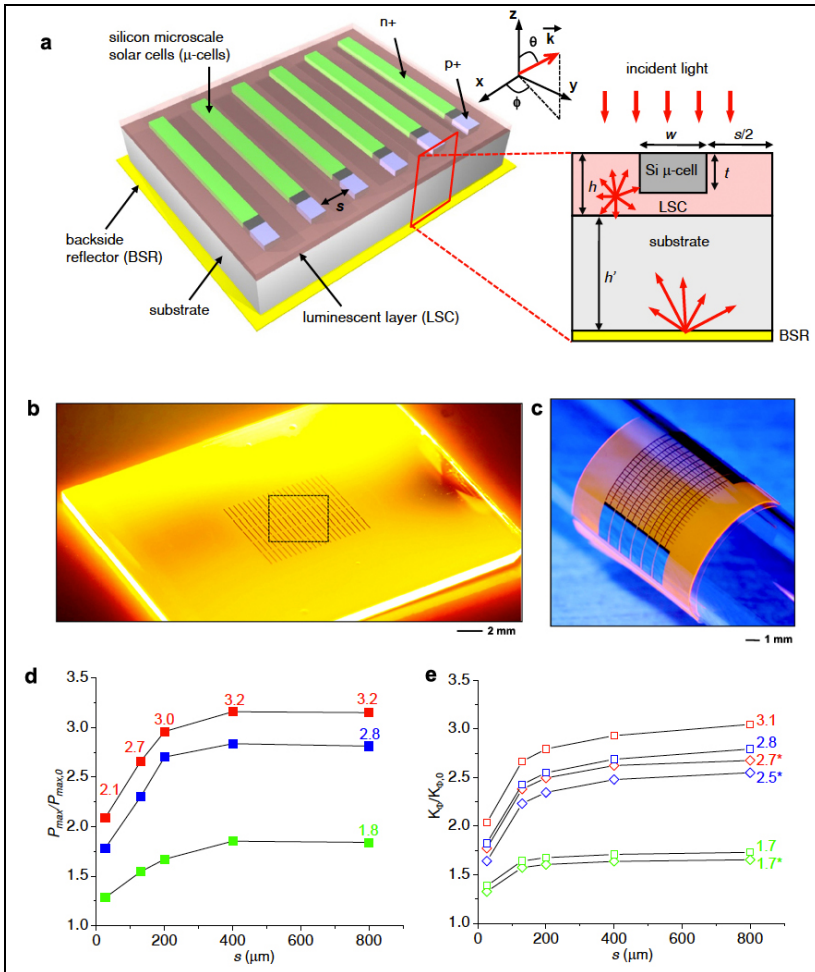 a
silicon microscale
solar cells (μ-cells)
n+
p+
z
θ
k
x
ϕ
y
s
backside
reflector (BSR)
substrate
luminescent layer (LSC)
incident light
w
s/2
Si μ-cell
t
h
LSC
substrate
h'
BSR
b
2 mm
c
1 mm
d
3.5
3.0
2.5
2.0
1.5
1.0
Pmax/Pmax,0
2.1
2.7
3.0
3.2
3.2
2.8
1.8
0
200
400
600
800
s (μm)
e
3.5
3.0
2.5
2.0
1.5
1.0
KΦ/KΦ,0
3.1
2.8
2.7*
2.5*
1.7
1.7*
0
200
400
600
800
s (μm)